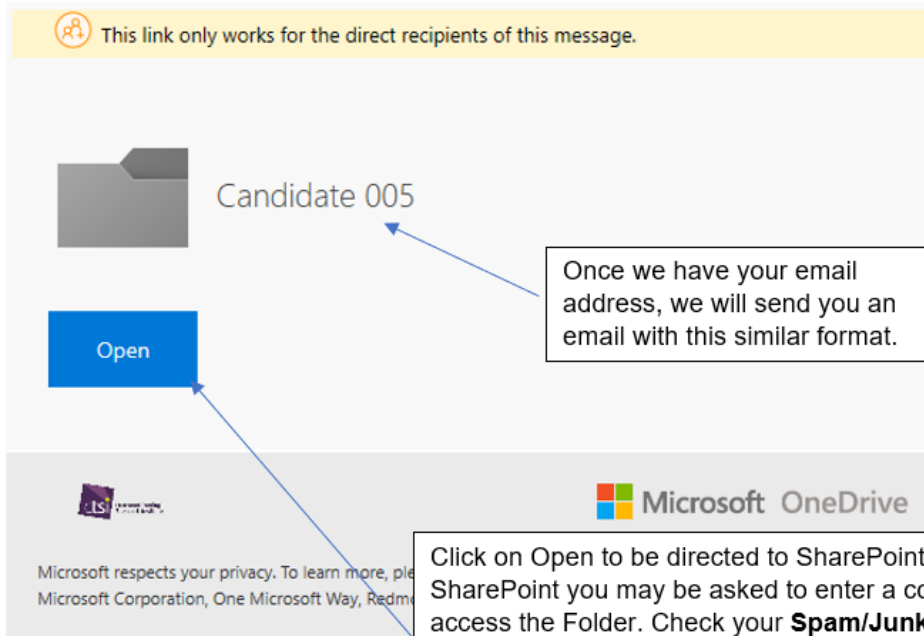 This link only works for the direct recipients of this message.
Candidate 005
Once we have your email
address, we will send you an
email with this similar format.
Open
Microsoft OneDrive
Click on Open to be directed to SharePoint
Microsoft respects your privacy. To learn more,
SharePoint you may be asked to enter a
Microsoft Corporation, One Microsoft Way,
access the Folder. Check your Spam/Junk